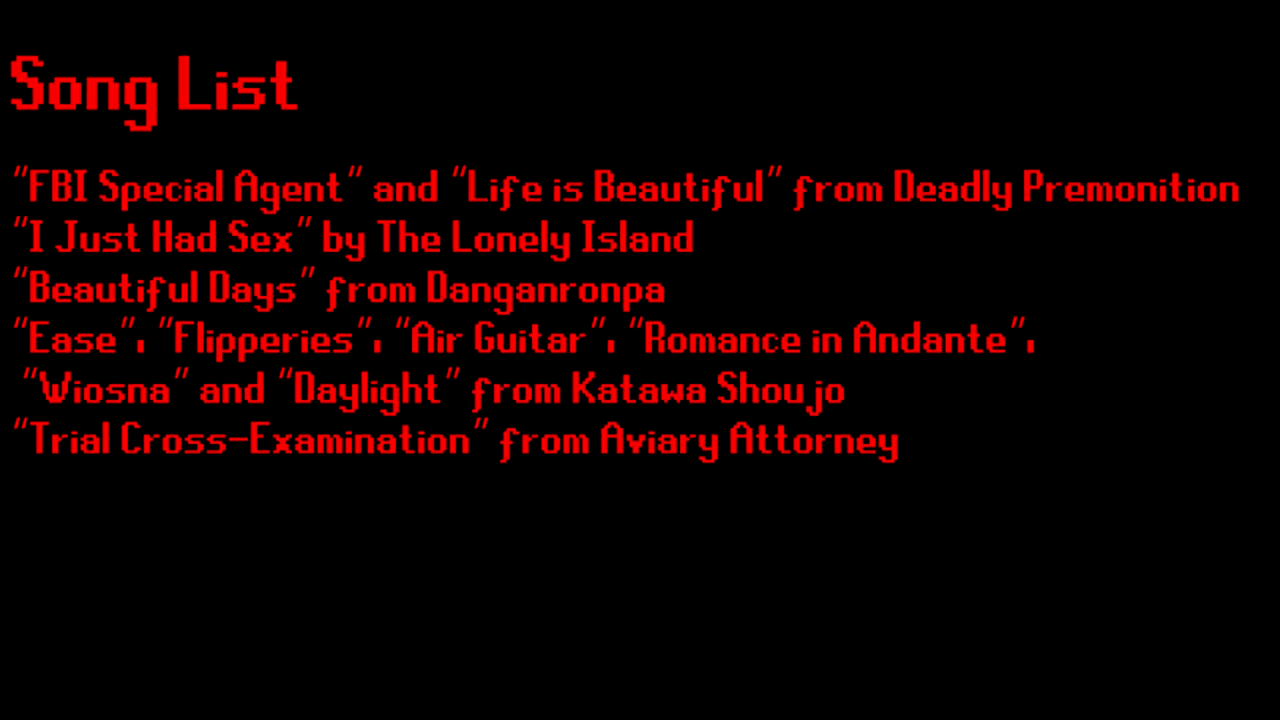 Song List
"FBI Special Agent" and "Life is Beautiful" from Deadly Premonition
"I Just Had Sex" by The Lonely Island
"Beautiful Days" from Danganronpa
"Ease", "Flipperies", "Air Guitar", "Romance in Andante",
"Wiosna" and "Daylight" from Katawa Shoujo
"Trial Cross-Examination" from Aviary Attorney